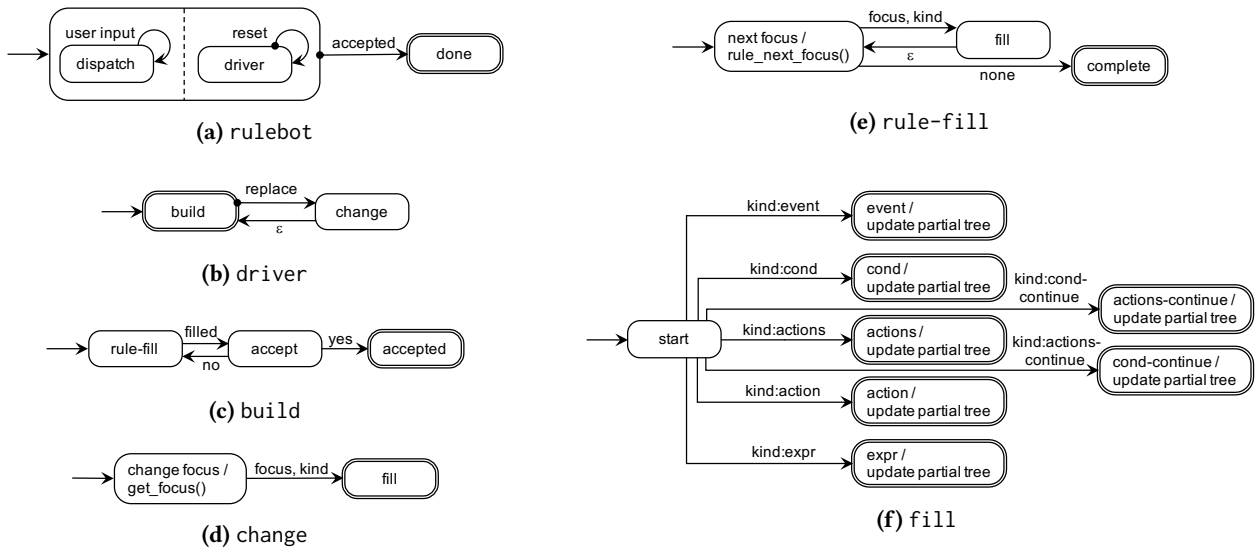 user input
reset
dispatch
driver
accepted
done
(a) rulebot
replace
build
change
ε
(b) driver
filled
rule-fill
accept
yes
accepted
no
(c) build
change focus /
get_focus()
focus, kind
fill
(d) change
focus, kind
next focus /
rule_next_focus()
fill
ε
none
complete
(e) rule-fill
kind:event
event /
update partial tree
kind:cond
cond /
update partial tree
kind:cond-
continue
actions-continue /
update partial tree
start
kind:actions
actions /
update partial tree
kind:actions-
continue
cond-continue /
update partial tree
kind:action
action /
update partial tree
kind:expr
expr /
update partial tree
(f) fill